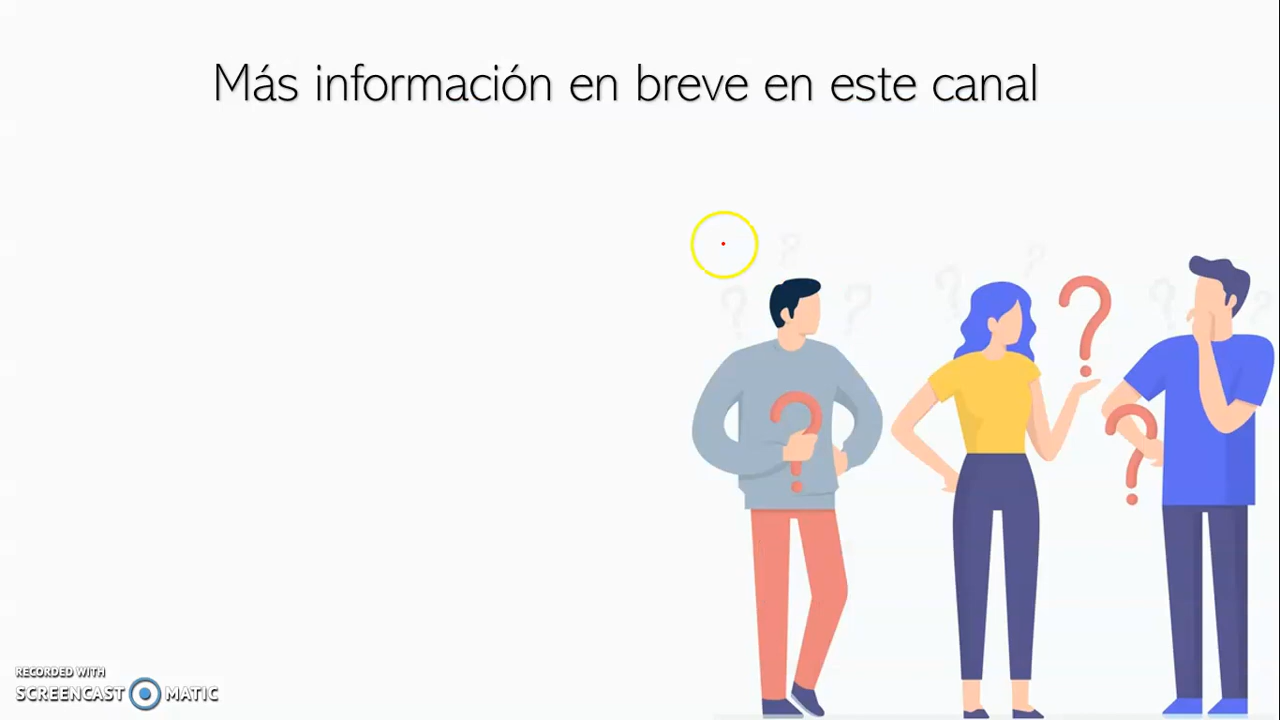 Más información en breve en este canal
RECORDED WITH
SCREENCAST MATIC